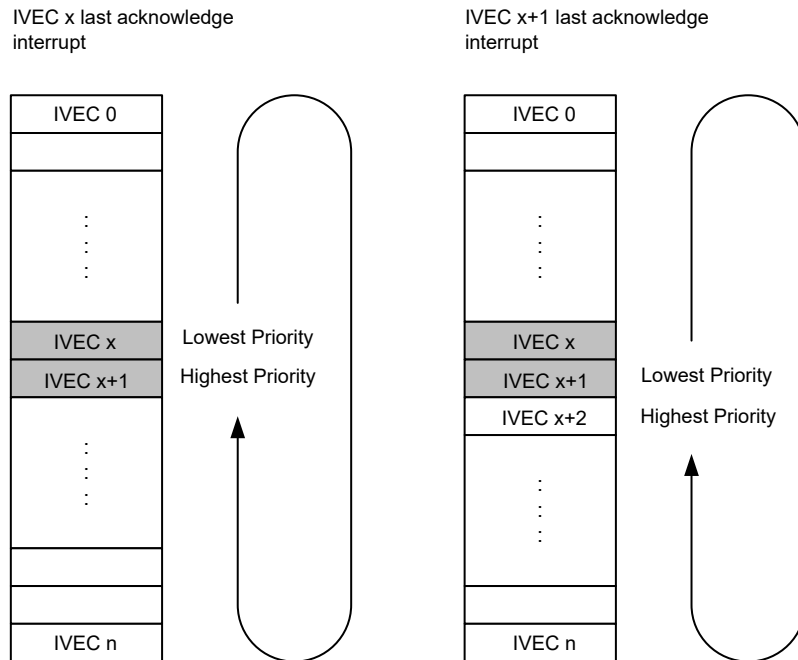 IVEC x last acknowledge
interrupt
IVEC 0
:
:
IVEC x
Lowest Priority
IVEC x+1
Highest Priority
:
:
IVEC n
IVEC x+1 last acknowledge
interrupt
IVEC 0
:
:
IVEC x
IVEC x+1
Lowest Priority
IVEC x+2
Highest Priority
:
:
IVEC n